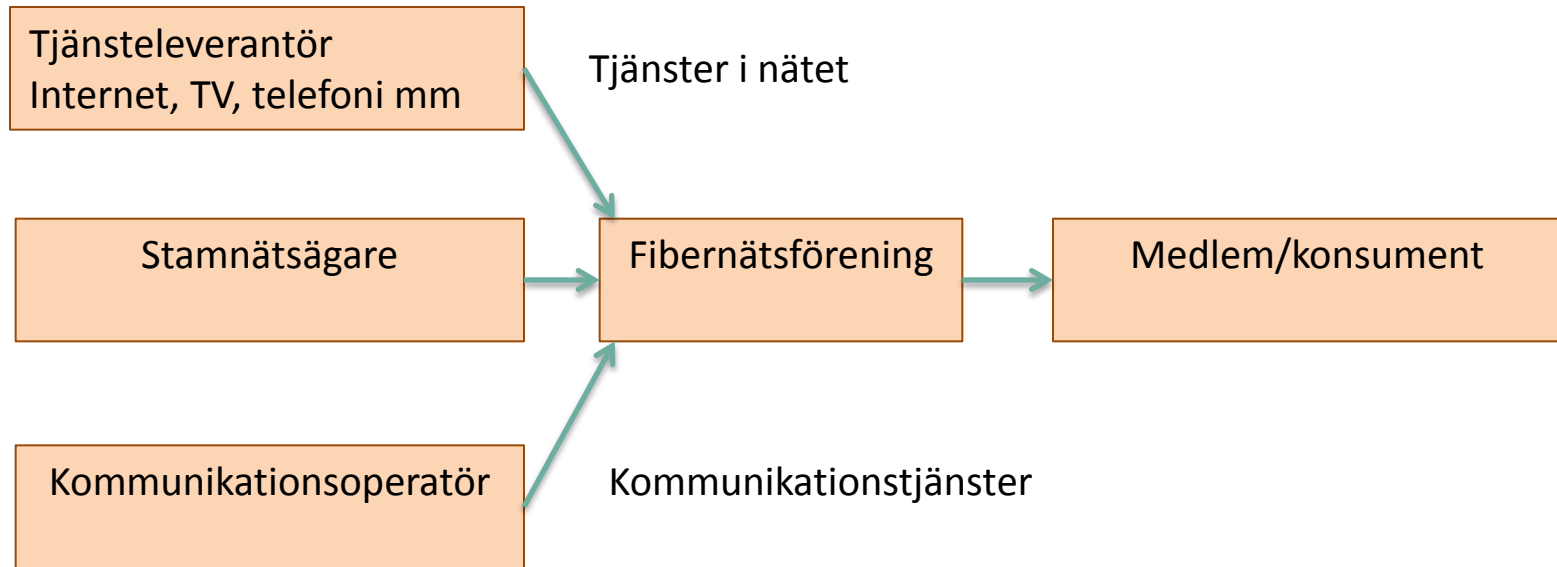 Tjänsteleverantör
Internet, TV, telefoni mm
Tjänster i nätet
Stamnätsägare
Fibernätsförening
Medlem/konsument
Kommunikationsoperatör
Kommunikationstjänster